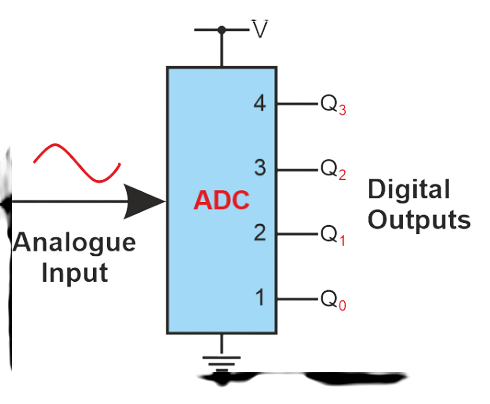 V
4 Q3
3 Q2
ADC
Digital
Outputs
2 Q1
Analogue
Input
1 Q0